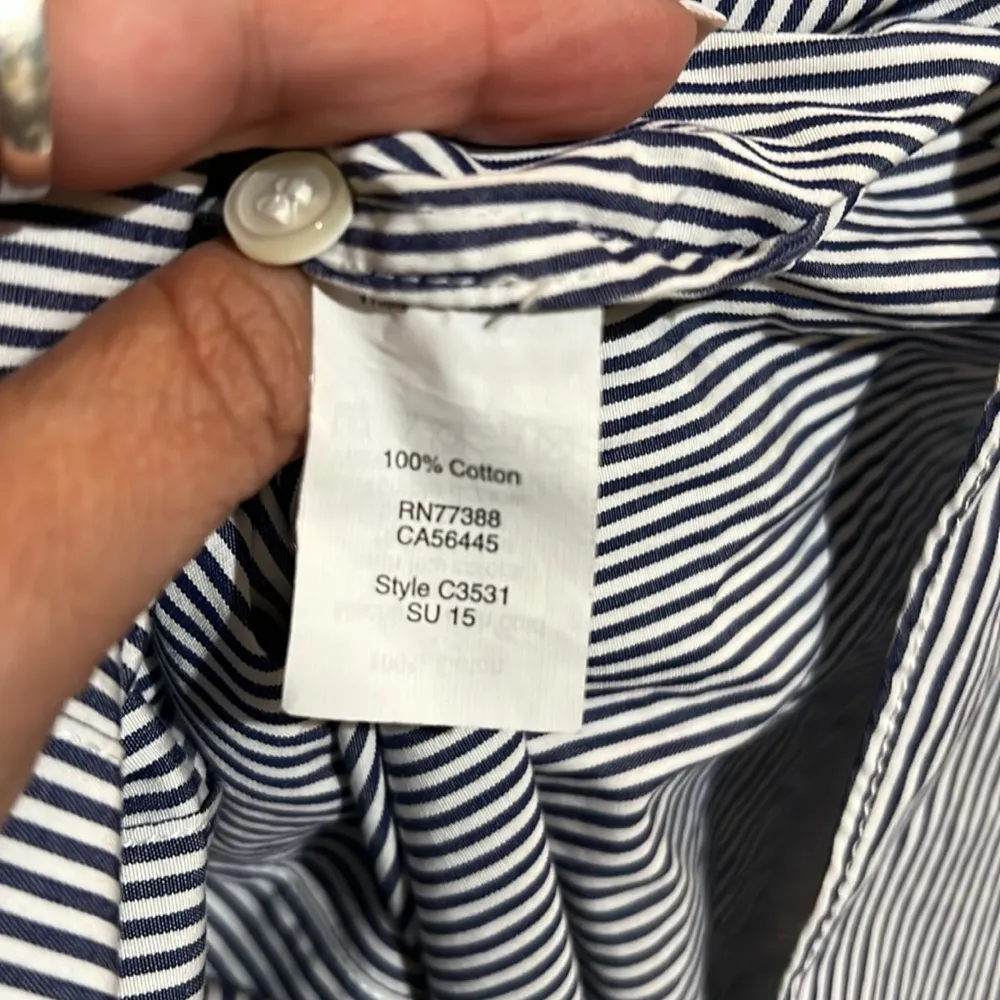 100% Cotton
RN77388
CA56445
Style C3531
SU 15